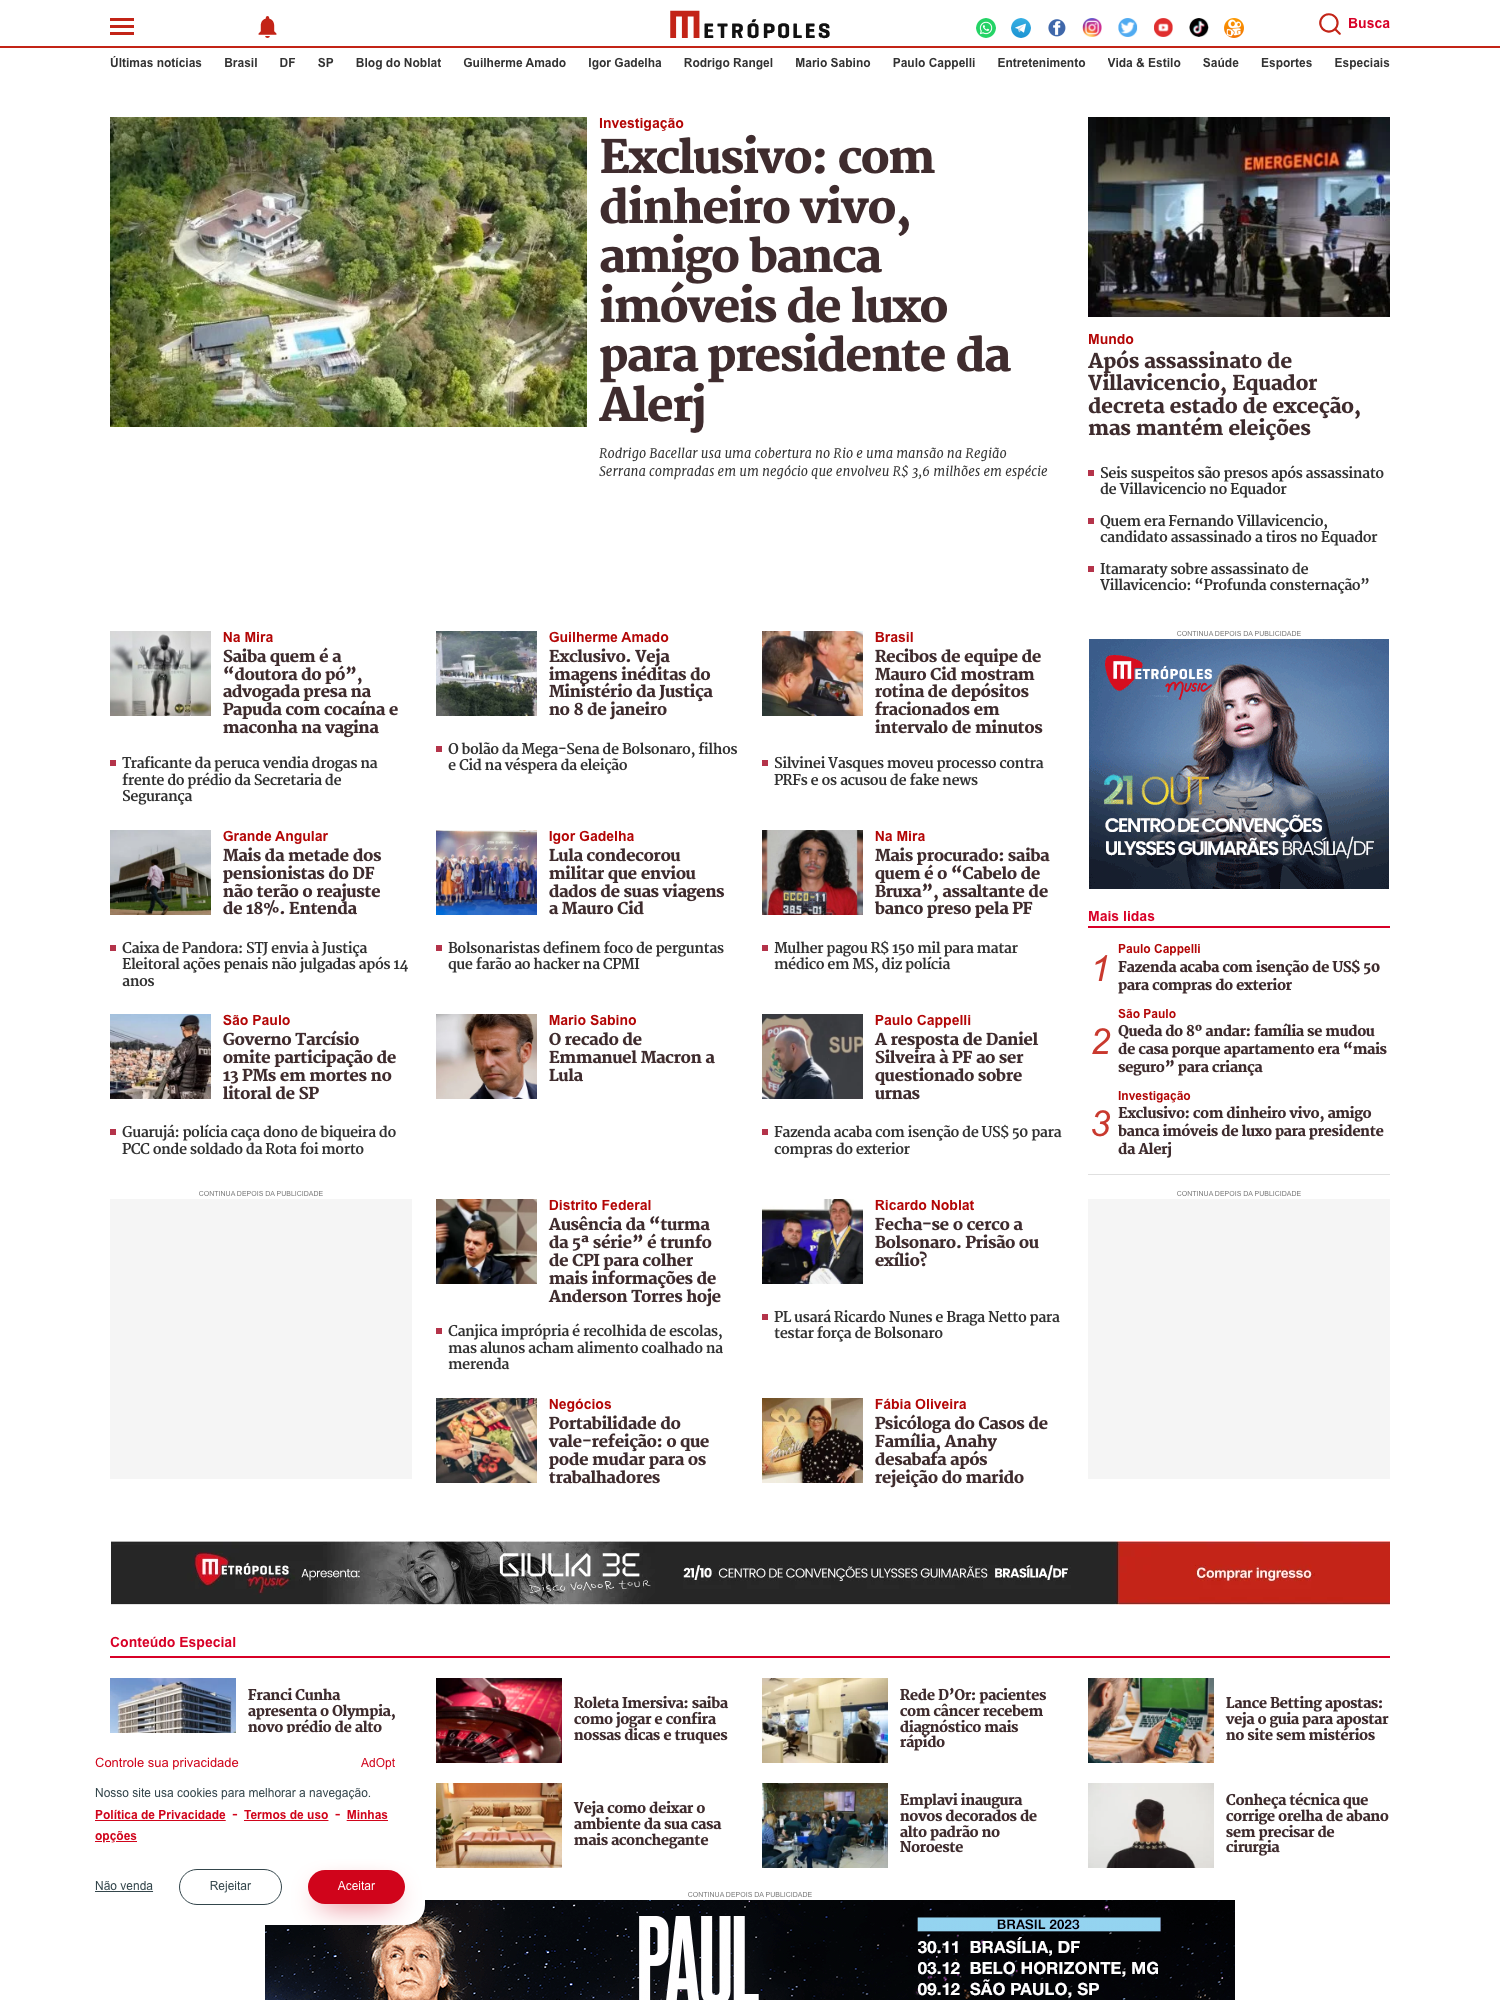 METRÓPOLES
Busca
Últimas notícias Brasil DF SP Blog do Noblat Guilherme Amado Igor Gadelha Rodrigo Rangel Mario Sabino Paulo Cappelli Entretenimento Vida & Estilo Saúde Esportes Especiais
Investigação
Exclusivo: com
dinheiro vivo,
amigo banca
imóveis de luxo
para presidente da
Alerj
Rodrigo Bacellar usa uma cobertura no Rio e uma mansão na Região
Serrana compradas em um negócio que envolveu R$ 3,6 milhões em espécie
EMERGENCIA
Mundo
Após assassinato de
Villavicencio, Equador
decreta estado de exceção,
mas mantém eleições
Seis suspeitos são presos após assassinato
de Villavicencio no Equador
Quem era Fernando Villavicencio,
candidato assassinado a tiros no Equador
Itamaraty sobre assassinato de
Villavicencio: “Profunda consternação”
Na Mira
Saiba quem é a
“doutora do pó”,
advogada presa na
Papuda com cocaína e
maconha na vagina
Traficante da peruca vendia drogas na
frente do prédio da Secretaria de
Segurança
Guilherme Amado
Exclusivo. Veja
imagens inéditas do
Ministério da Justiça
no 8 de janeiro
O bolão da Mega-Sena de Bolsonaro, filhos
e Cid na véspera da eleição
Brasil
Recibos de equipe de
Mauro Cid mostram
rotina de depósitos
fracionados em
intervalo de minutos
Silvinei Vasques moveu processo contra
PRFs e os acusou de fake news
CONTINUA DEPOIS DA PUBLICIDADE
METRÓPOLES
Music
21 OUT
CENTRO DE CONVENÇÕES
ULYSSES GUIMARÃES BRASÍLIA/DF
Grande Angular
Mais da metade dos
pensionistas do DF
não terão o reajuste
de 18%. Entenda
Caixa de Pandora: STJ envia à Justiça
Eleitoral ações penais não julgadas após 14
anos
Igor Gadelha
Lula condecorou
militar que enviou
dados de suas viagens
a Mauro Cid
Bolsonaristas definem foco de perguntas
que farão ao hacker na CPMI
GCCO-11
385 -01
Na Mira
Mais procurado: saiba
quem é o “Cabelo de
Bruxa”, assaltante de
banco preso pela PF
Mulher pagou R$ 150 mil para matar
médico em MS, diz polícia
Mais lidas
1
Paulo Cappelli
Fazenda acaba com isenção de US$ 50
para compras do exterior
2
São Paulo
Queda do 8º andar: família se mudou
de casa porque apartamento era “mais
seguro” para criança
3
Investigação
Exclusivo: com dinheiro vivo, amigo
banca imóveis de luxo para presidente
da Alerj
São Paulo
Governo Tarcísio
omite participação de
13 PMs em mortes no
litoral de SP
Guarujá: polícia caça dono de biqueira do
PCC onde soldado da Rota foi morto
Mario Sabino
O recado de
Emmanuel Macron a
Lula
SUP
Paulo Cappelli
A resposta de Daniel
Silveira à PF ao ser
questionado sobre
urnas
Fazenda acaba com isenção de US$ 50 para
compras do exterior
CONTINUA DEPOIS DA PUBLICIDADE
Distrito Federal
Ausência da “turma
da 5ª série” é trunfo
de CPI para colher
mais informações de
Anderson Torres hoje
Canjica imprópria é recolhida de escolas,
mas alunos acham alimento coalhado na
merenda
Ricardo Noblat
Fecha-se o cerco a
Bolsonaro. Prisão ou
exílio?
PL usará Ricardo Nunes e Braga Netto para
testar força de Bolsonaro
CONTINUA DEPOIS DA PUBLICIDADE
Negócios
Portabilidade do
vale-refeição: o que
pode mudar para os
trabalhadores
Fábia Oliveira
Psicóloga do Casos de
Família, Anahy
desabafa após
rejeição do marido
METRÓPOLES Music Apresenta: GIULIA BE DISCO VOADOR TOUR 21/10 CENTRO DE CONVENÇÕES ULYSSES GUIMARÃES BRASÍLIA/DF Comprar ingresso
Conteúdo Especial
Franci Cunha
apresenta o Olympia,
novo prédio de alto
Roleta Imersiva: saiba
como jogar e confira
nossas dicas e truques
Rede D’Or: pacientes
com câncer recebem
diagnóstico mais
rápido
Lance Betting apostas:
veja o guia para apostar
no site sem mistérios
Veja como deixar o
ambiente da sua casa
mais aconchegante
Emplavi inaugura
novos decorados de
alto padrão no
Noroeste
Conheça técnica que
corrige orelha de abano
sem precisar de
cirurgia
Controle sua privacidade AdOpt
Nosso site usa cookies para melhorar a navegação.
Política de Privacidade - Termos de uso - Minhas
opções
Não venda Rejeitar Aceitar
CONTINUA DEPOIS DA PUBLICIDADE
PAUL
BRASIL 2023
30.11 BRASÍLIA, DF
03.12 BELO HORIZONTE, MG
09.12 SÃO PAULO, SP